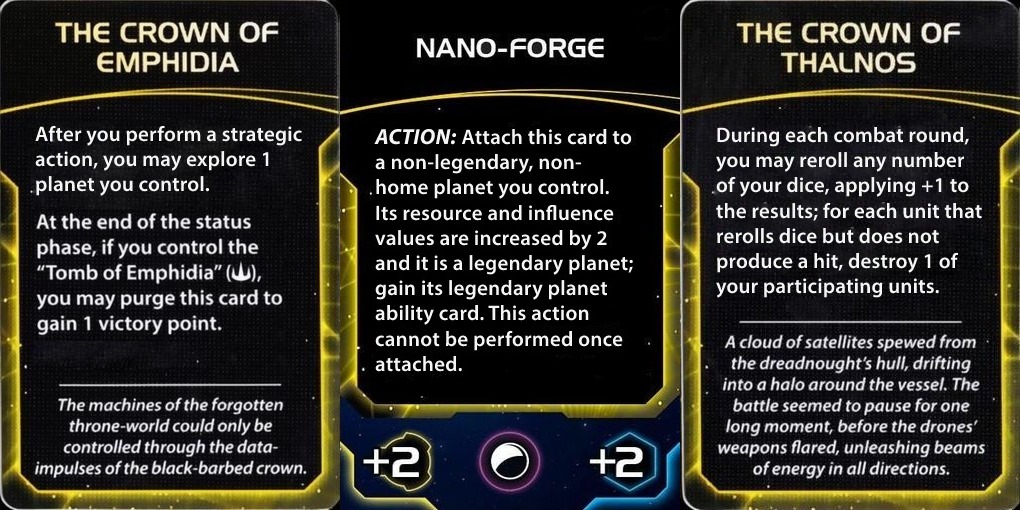 THE CROWN OF
EMPHIDIA
After you perform a strategic
action, you may explore 1
planet you control.
At the end of the status
phase, if you control the
“Tomb of Emphidia” ( ),
you may purge this card to
gain 1 victory point.
The machines of the forgotten
throne-world could only be
controlled through the data-
impulses of the black-barbed crown.
NANO-FORGE
ACTION: Attach this card to
a non-legendary, non-
home planet you control.
Its resource and influence
values are increased by 2
and it is a legendary planet;
gain its legendary planet
ability card. This action
cannot be performed once
attached.
+2
+2
THE CROWN OF
THALNOS
During each combat round,
you may reroll any number
of your dice, applying +1 to
the results; for each unit that
rerolls dice but does not
produce a hit, destroy 1 of
your participating units.
A cloud of satellites spewed from
the dreadnought’s hull, drifting
into a halo around the vessel. The
battle seemed to pause for one
long moment, before the drones’
weapons flared, unleashing beams
of energy in all directions.